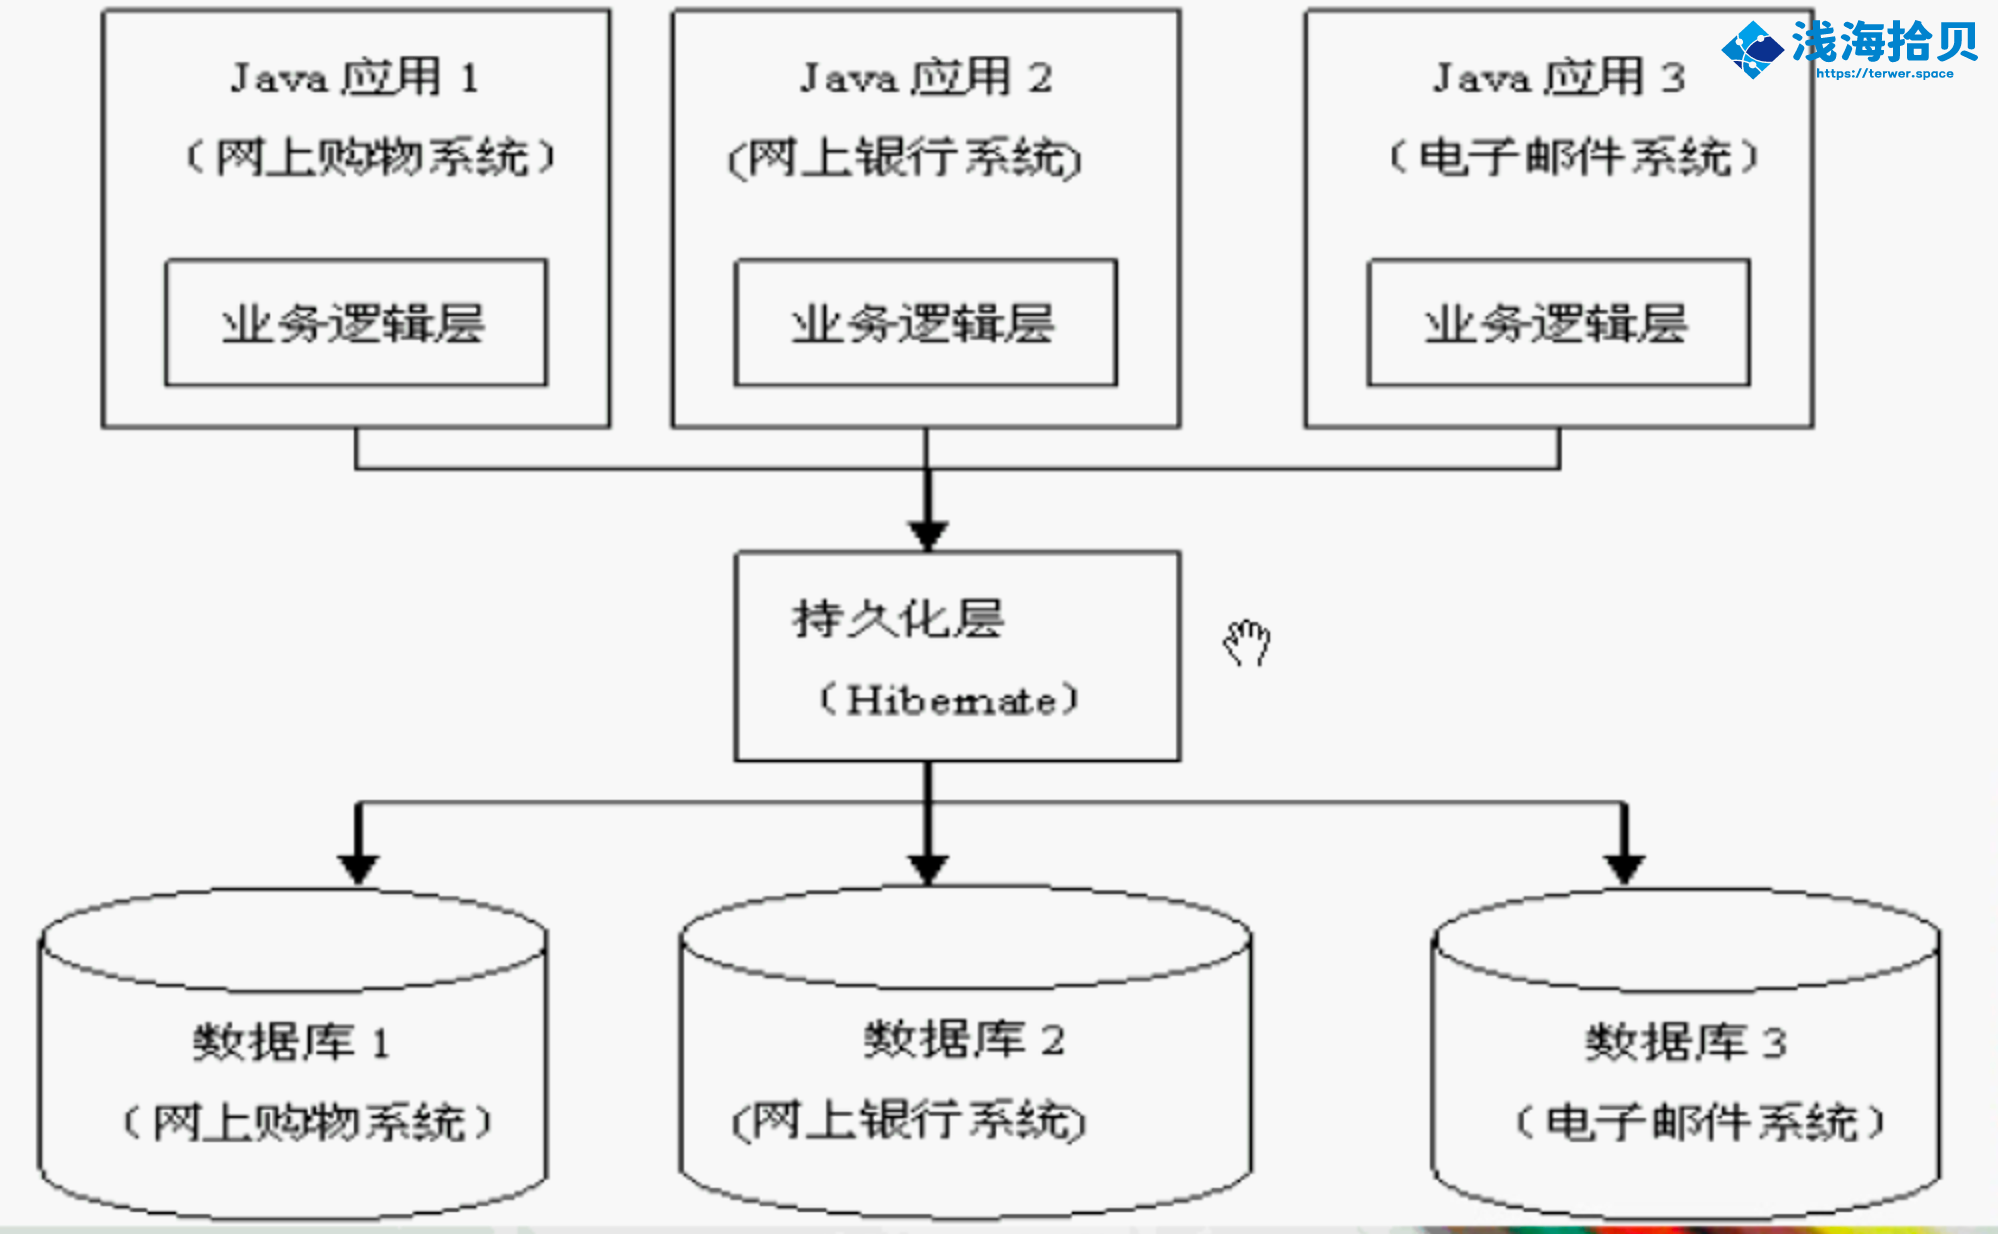 浅海拾贝
https://terwer.space
Java 应用 1
（网上购物系统）
业务逻辑层
Java 应用 2
(网上银行系统)
业务逻辑层
Java 应用 3
（电子邮件系统）
业务逻辑层
持久化层
（Hibernate）
数据库 1
（网上购物系统）
数据库 2
(网上银行系统)
数据库 3
（电子邮件系统）